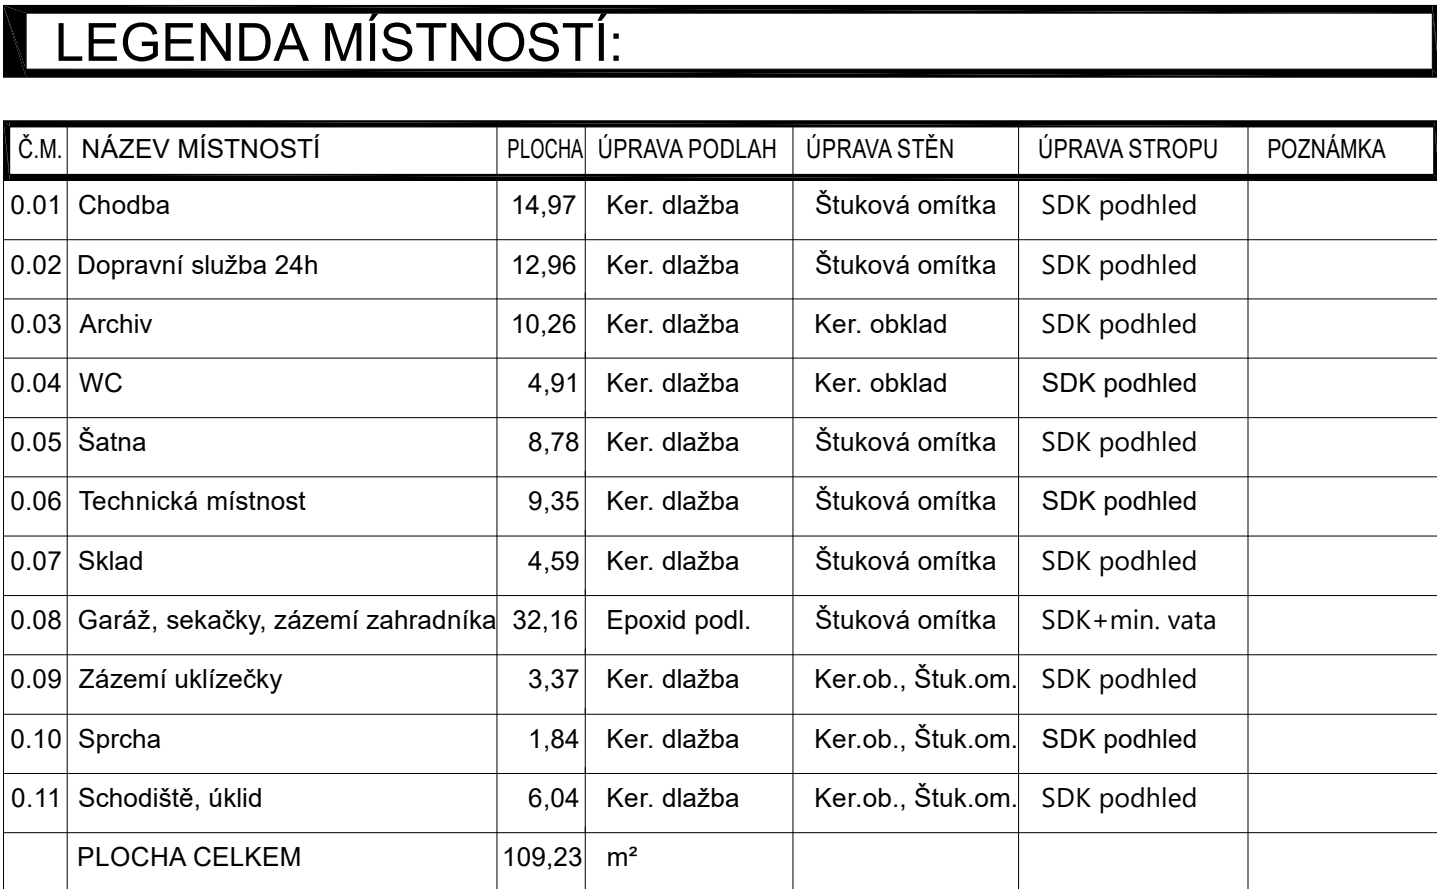 LEGENDA MÍSTNOSTÍ:
Č.M. NÁZEV MÍSTNOSTÍ PLOCHA ÚPRAVA PODLAH ÚPRAVA STĚN ÚPRAVA STROPU POZNÁMKA
0.01 Chodba 14,97 Ker. dlažba Štuková omítka SDK podhled
0.02 Dopravní služba 24h 12,96 Ker. dlažba Štuková omítka SDK podhled
0.03 Archiv 10,26 Ker. dlažba Ker. obklad SDK podhled
0.04 WC 4,91 Ker. dlažba Ker. obklad SDK podhled
0.05 Šatna 8,78 Ker. dlažba Štuková omítka SDK podhled
0.06 Technická místnost 9,35 Ker. dlažba Štuková omítka SDK podhled
0.07 Sklad 4,59 Ker. dlažba Štuková omítka SDK podhled
0.08 Garáž, sekačky, zázemí zahradníka 32,16 Epoxid podl. Štuková omítka SDK+min. vata
0.09 Zázemí uklízečky 3,37 Ker. dlažba Ker.ob., Štuk.om. SDK podhled
0.10 Sprcha 1,84 Ker. dlažba Ker.ob., Štuk.om. SDK podhled
0.11 Schodiště, úklid 6,04 Ker. dlažba Ker.ob., Štuk.om. SDK podhled
PLOCHA CELKEM 109,23 m²